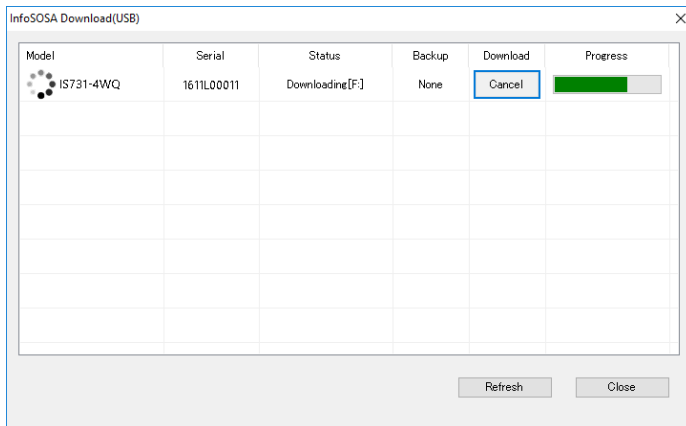 InfoSOSA Download(USB)
Model Serial Status Backup Download Progress
IS731-4WQ 1611L00011 Downloading[F:] None Cancel
Refresh Close